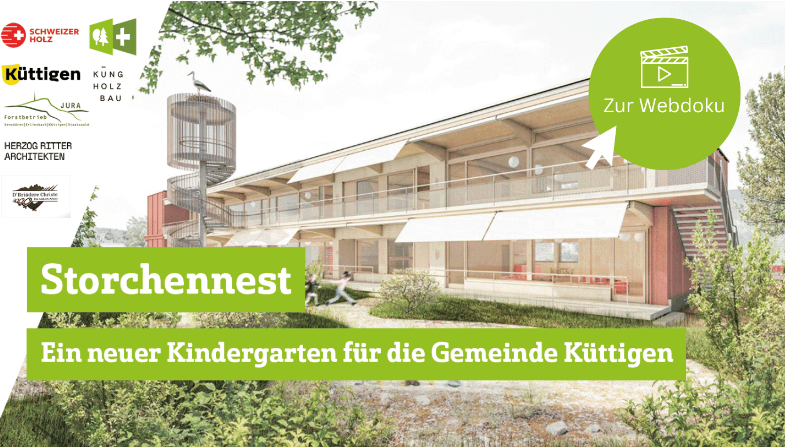 SCHWEIZER
HOLZ
Küttigen
KÜNG
HOLZ
BAU
JURA
Forstbetrieb
HERZOG RITTER
ARCHITEKTEN
Zur Webdoku
Storchennest
Ein neuer Kindergarten für die Gemeinde Küttigen